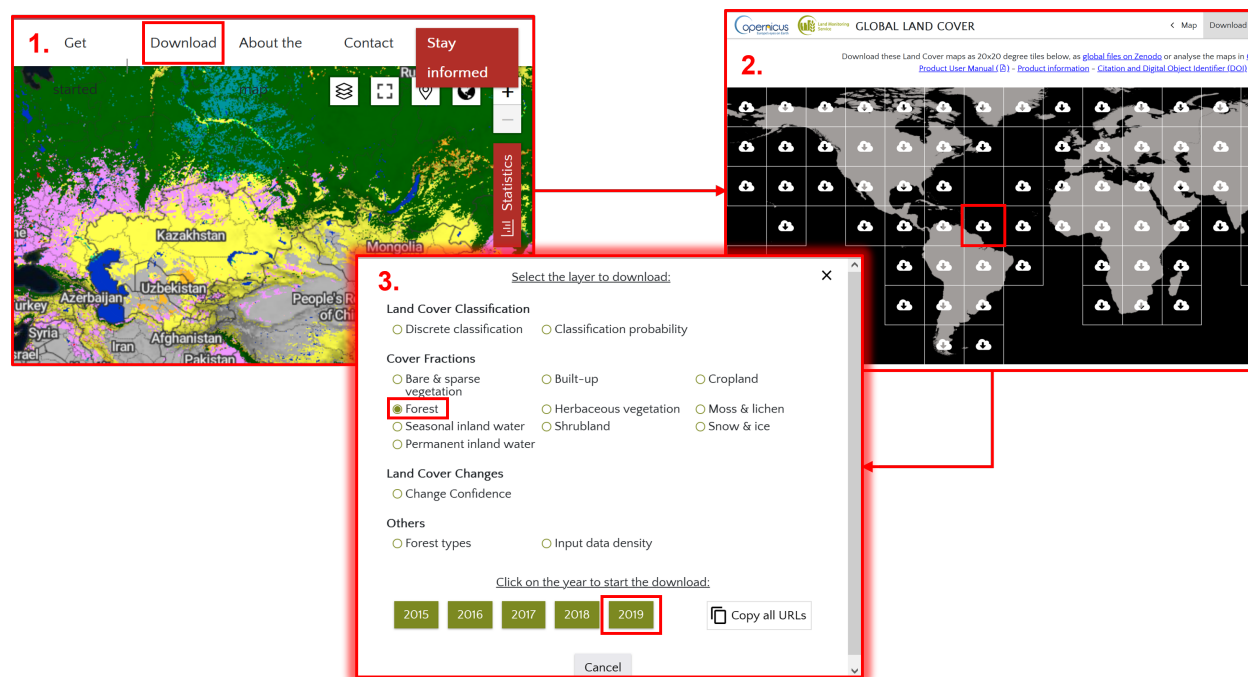 1.
Get
started
Download
About the
map
Contact
Stay
informed
Ru
+
Statistics
Kazakhstan
Mongolia
Uzbekistan
Azerbaijan
People's R
of Chi
urkey
Syria
Afghanistan
Iran
Pakistan
srael
2.
Copernicus
Land Monitoring
Service
GLOBAL LAND COVER
< Map
Download
Download these Land Cover maps as 20x20 degree tiles below, as global files on Zenodo or analyse the maps in
Product User Manual () – Product information – Citation and Digital Object Identifier (DOI)
3.
Select the layer to download:
×
Land Cover Classification
Discrete classification
Classification probability
Cover Fractions
Bare & sparse
vegetation
Built-up
Cropland
Forest
Herbaceous vegetation
Moss & lichen
Seasonal inland water
Shrubland
Snow & ice
Permanent inland water
Land Cover Changes
Change Confidence
Others
Forest types
Input data density
Click on the year to start the download:
2015
2016
2017
2018
2019
Copy all URLs
Cancel